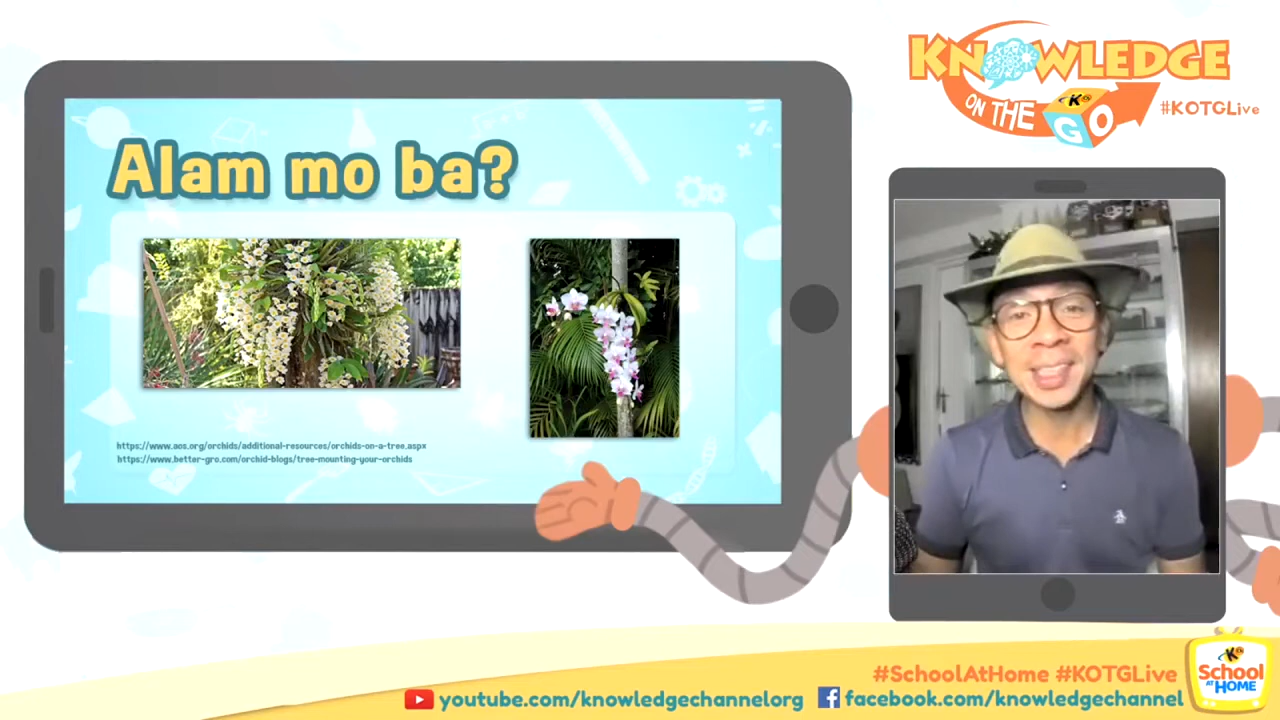 KNOWLEDGE
ON THE GO
#KOTGLive
Alam mo ba?
https://www.aos.org/orchids/additional-resources/orchids-on-a-tree.aspx
https://www.better-gro.com/orchid-blogs/tree-mounting-your-orchids
#SchoolAtHome #KOTGLive
youtube.com/knowledgechannelorg
facebook.com/knowledgechannel
School
AT HOME